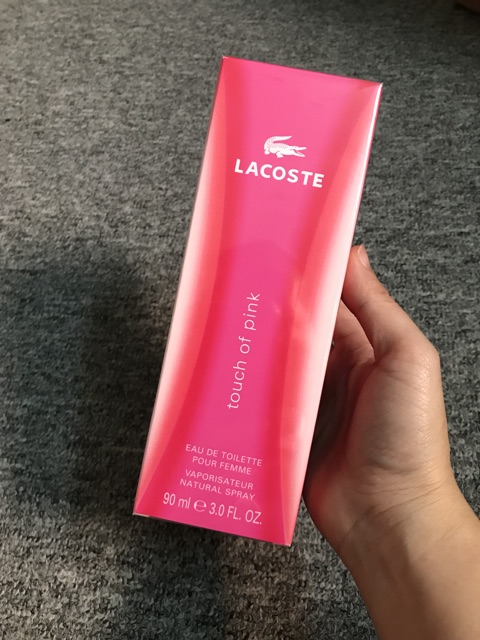 LACOSTE
touch of pink
EAU DE TOILETTE
POUR FEMME
VAPORISATEUR
NATURAL SPRAY
90 ml ℮ 3.0 FL. OZ.